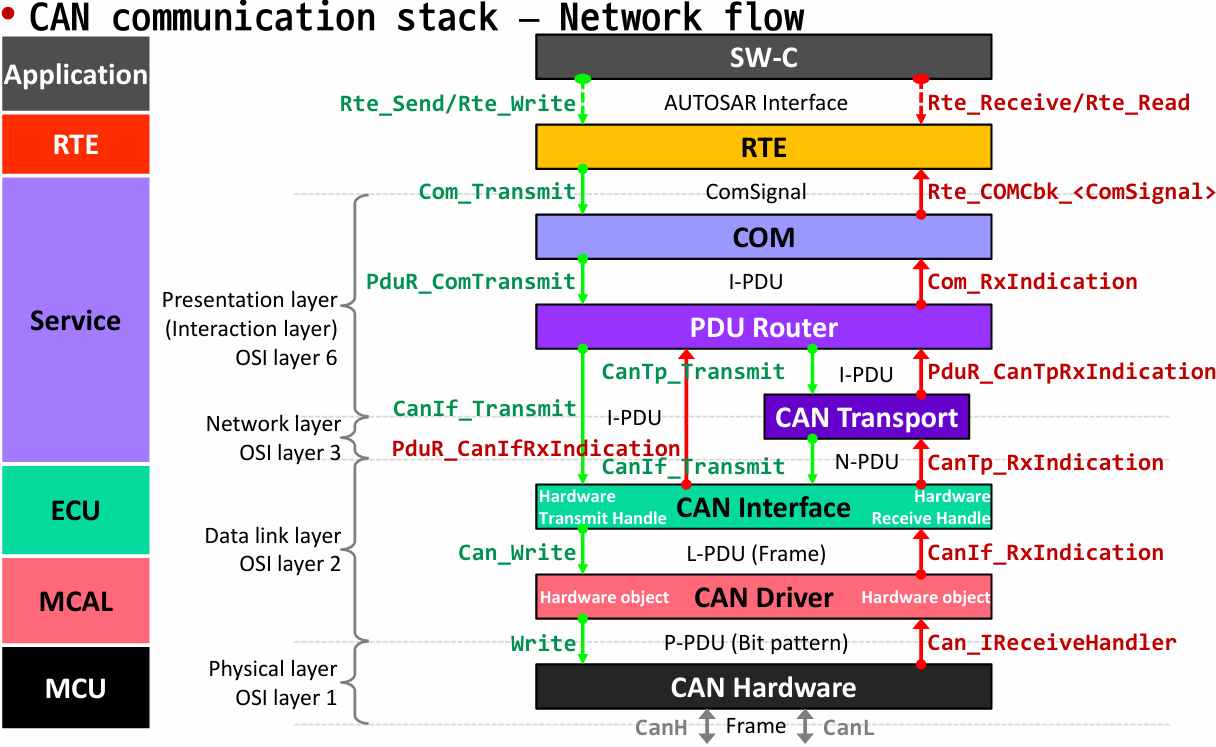 • CAN communication stack – Network flow
Application
SW-C
Rte_Send/Rte_Write
AUTOSAR Interface
Rte_Receive/Rte_Read
RTE
RTE
Com_Transmit
ComSignal
Rte_COMCbk_<ComSignal>
COM
PduR_ComTransmit
I-PDU
Com_RxIndication
Service
Presentation layer
(Interaction layer)
OSI layer 6
PDU Router
CanTp_Transmit
I-PDU
PduR_CanTpRxIndication
CanIf_Transmit
I-PDU
CAN Transport
Network layer
OSI layer 3
PduR_CanIfRxIndication
CanIf_Transmit
N-PDU
CanTp_RxIndication
ECU
Hardware
Transmit Handle
CAN Interface
Hardware
Receive Handle
Data link layer
OSI layer 2
Can_Write
L-PDU (Frame)
CanIf_RxIndication
MCAL
Hardware object
CAN Driver
Hardware object
Write
P-PDU (Bit pattern)
Can_IReceiveHandler
MCU
Physical layer
OSI layer 1
CAN Hardware
CanH
Frame
CanL